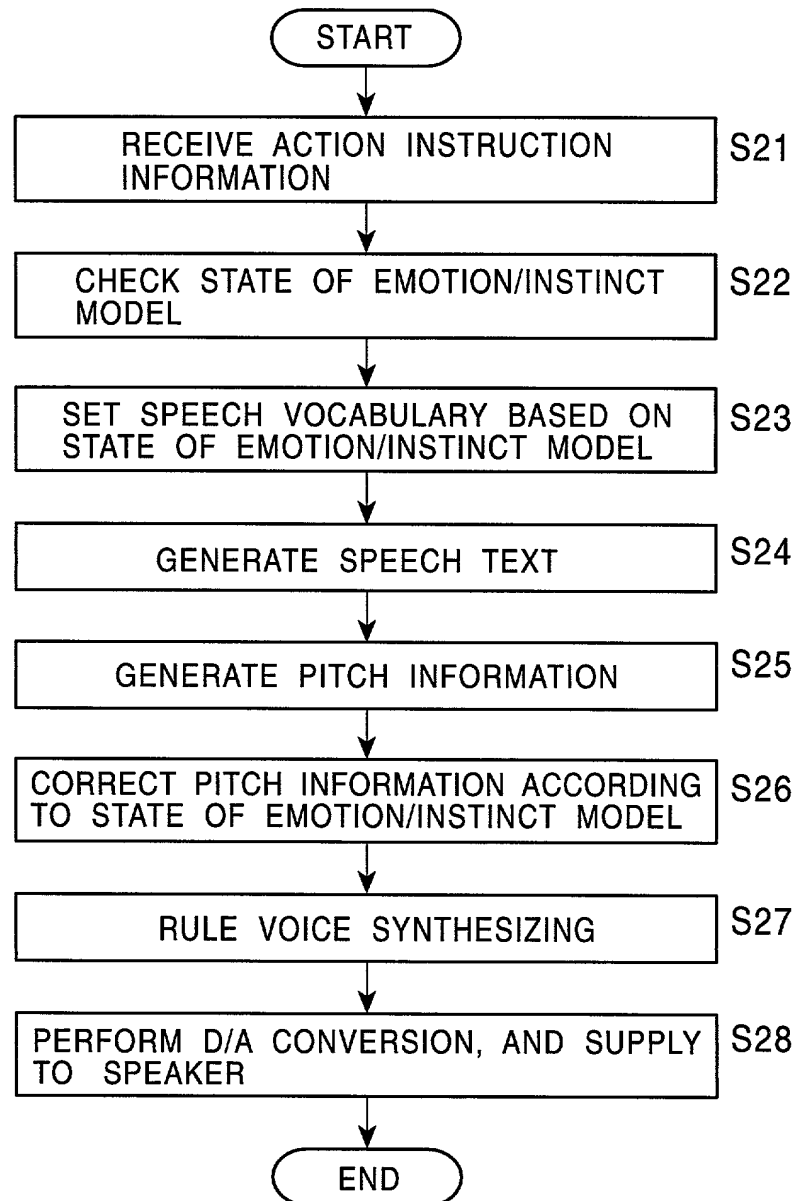 START
RECEIVE ACTION INSTRUCTION
INFORMATION
S21
CHECK STATE OF EMOTION/INSTINCT
MODEL
S22
SET SPEECH VOCABULARY BASED ON
STATE OF EMOTION/INSTINCT MODEL
S23
GENERATE SPEECH TEXT
S24
GENERATE PITCH INFORMATION
S25
CORRECT PITCH INFORMATION ACCORDING
TO STATE OF EMOTION/INSTINCT MODEL
S26
RULE VOICE SYNTHESIZING
S27
PERFORM D/A CONVERSION, AND SUPPLY
TO SPEAKER
S28
END